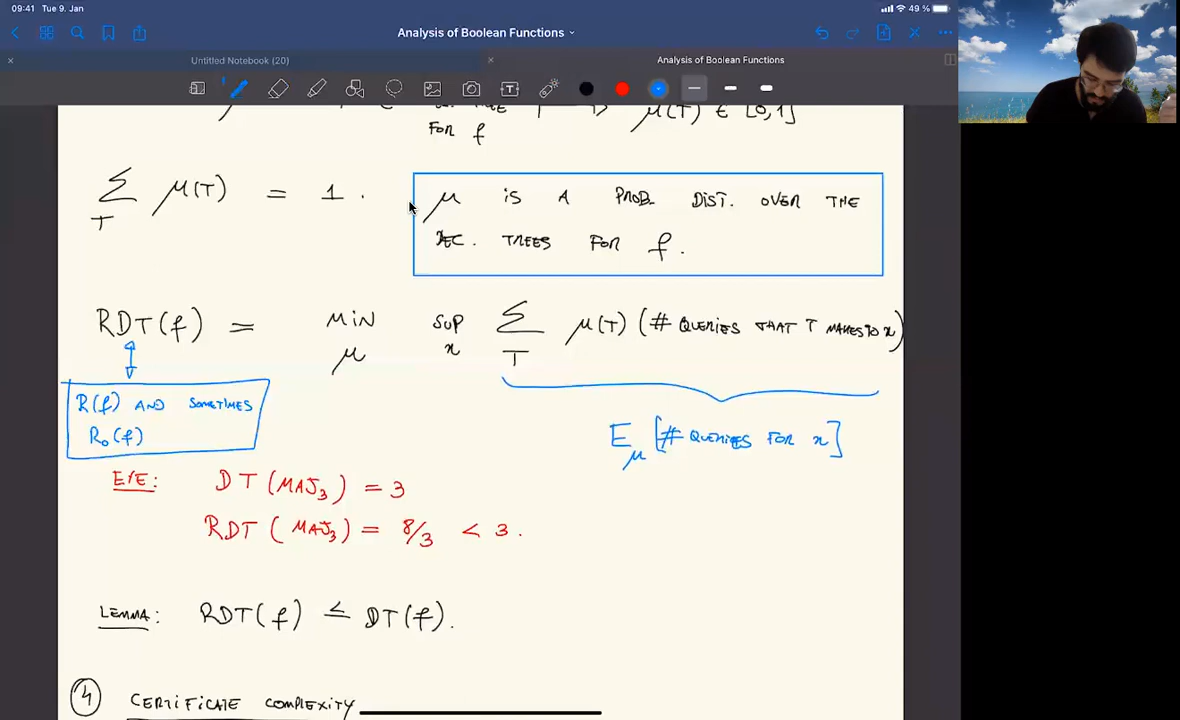 09:41 Tue 9. Jan
49 %
Analysis of Boolean Functions
Untitled Notebook (20)
Analysis of Boolean Functions
FOR f
μ(T) ∈ [0,1]
Σ μ(T) = 1.
T
μ IS A PROB. DIST. OVER THE
DEC. TREES FOR f.
RDT(f) = MIN SUP Σ μ(T) (# QUERIES THAT T MAKES TO x)
μ x T
R(f) AND SOMETIMES
R₀(f)
E_μ [# QUERIES FOR x]
E/E: DT (MAJ₃) = 3
RDT (MAJ₃) = 8/3 < 3.
LEMMA: RDT(f) ≤ DT(f).
4 CERTIFICATE COMPLEXITY